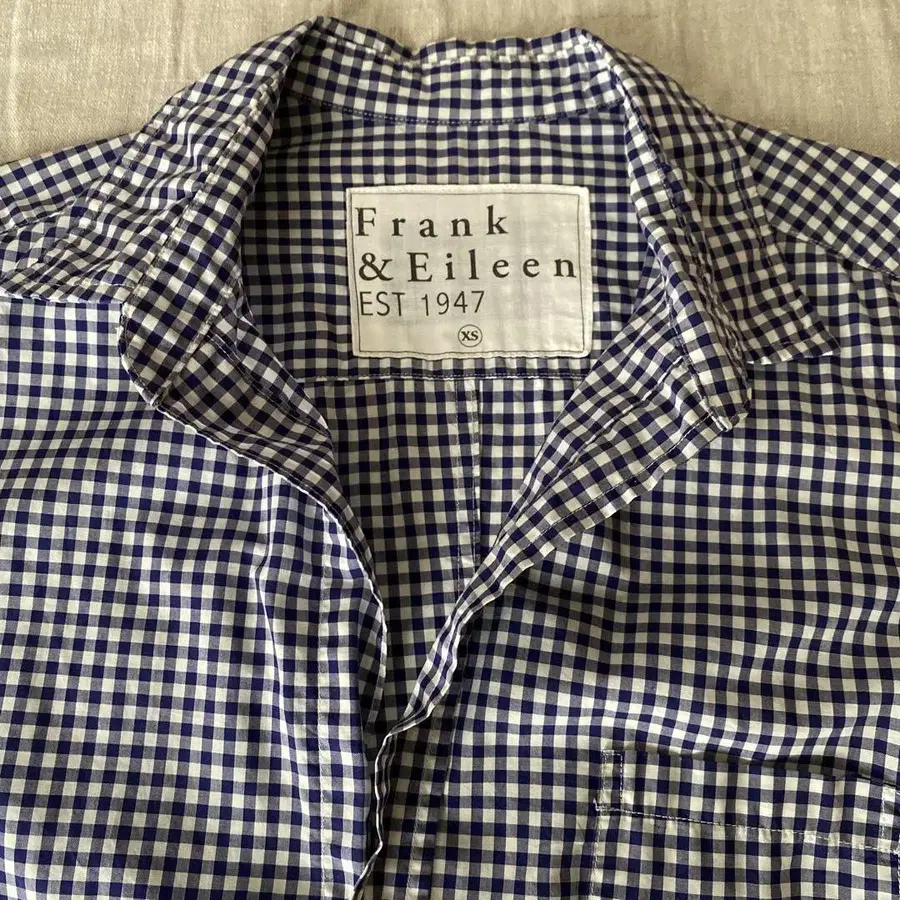 Frank
& Eileen
EST 1947
XS